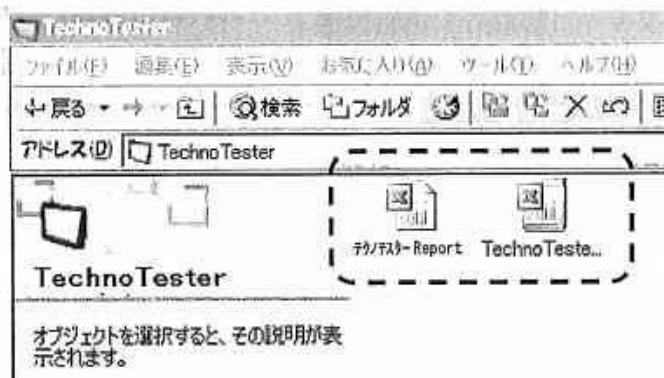 TechnoTester
ファイル(F) 編集(E) 表示(V) お気に入り(A) ツール(T) ヘルプ(H)
戻る 検索 フォルダ
アドレス(D) TechnoTester
ﾃｸﾉﾃｽﾀｰ Report TechnoTeste...
TechnoTester
オブジェクトを選択すると、その説明が表
示されます。